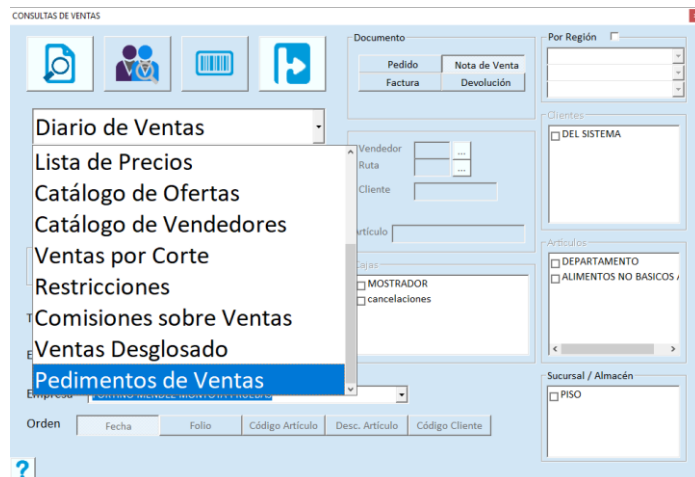 CONSULTAS DE VENTAS
Documento
Pedido
Nota de Venta
Factura
Devolución
Por Región
Diario de Ventas
Lista de Precios
Catálogo de Ofertas
Catálogo de Vendedores
Ventas por Corte
Restricciones
Comisiones sobre Ventas
Ventas Desglosado
Pedimentos de Ventas
Vendedor
...
Ruta
...
Cliente
Artículo
Cajas
MOSTRADOR
cancelaciones
Clientes
DEL SISTEMA
Artículos
DEPARTAMENTO
ALIMENTOS NO BASICOS
Sucursal / Almacén
PISO
Empresa
Orden
Fecha
Folio
Código Artículo
Desc. Artículo
Código Cliente
?